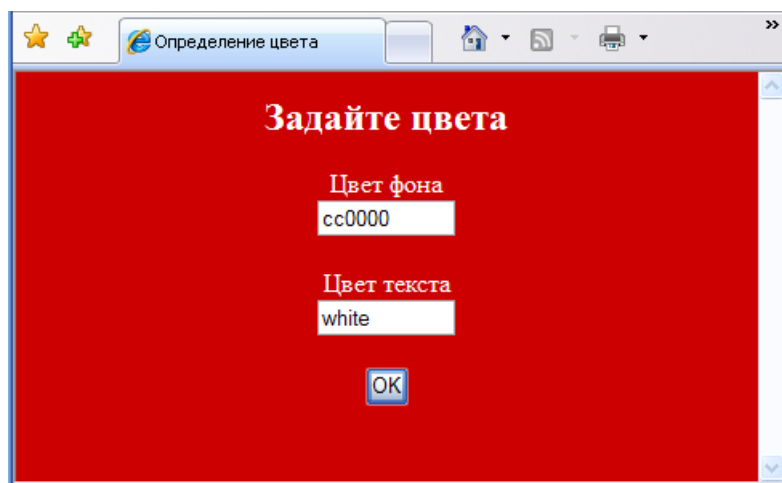 Определение цвета
Задайте цвета
Цвет фона
cc0000
Цвет текста
white
OK